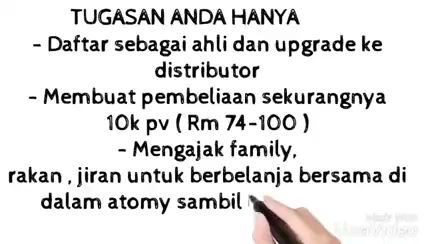 TUGASAN ANDA HANYA
- Daftar sebagai ahli dan upgrade ke
distributor
- Membuat pembeliaan sekurangnya
10k pv ( Rm 74-100 )
- Mengajak family,
rakan , jiran untuk berbelanja bersama di
dalam atomy sambil